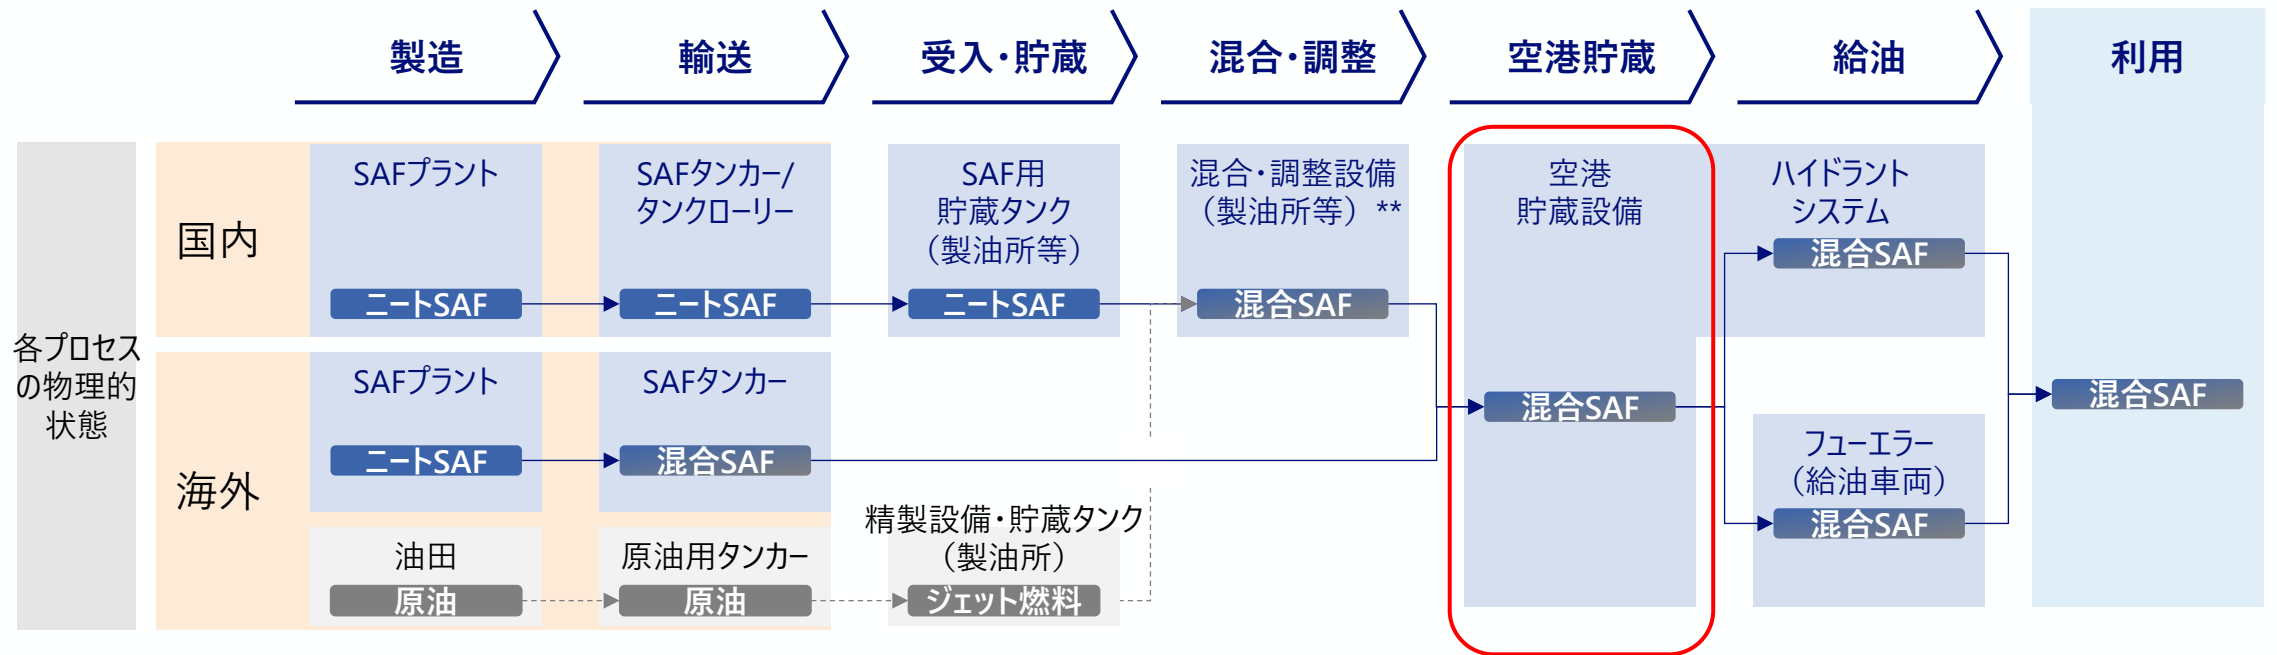 製造
輸送
受入・貯蔵
混合・調整
空港貯蔵
給油
利用
各プロセス
の物理的
状態
国内
SAFプラント
ニートSAF
SAFタンカー/
タンクローリー
ニートSAF
SAF用
貯蔵タンク
（製油所等）
ニートSAF
混合・調整設備
（製油所等）**
混合SAF
空港
貯蔵設備
混合SAF
ハイドラント
システム
混合SAF
フューエラー
（給油車両）
混合SAF
混合SAF
海外
SAFプラント
ニートSAF
SAFタンカー
混合SAF
油田
原油
原油用タンカー
原油
精製設備・貯蔵タンク
（製油所）
ジェット燃料